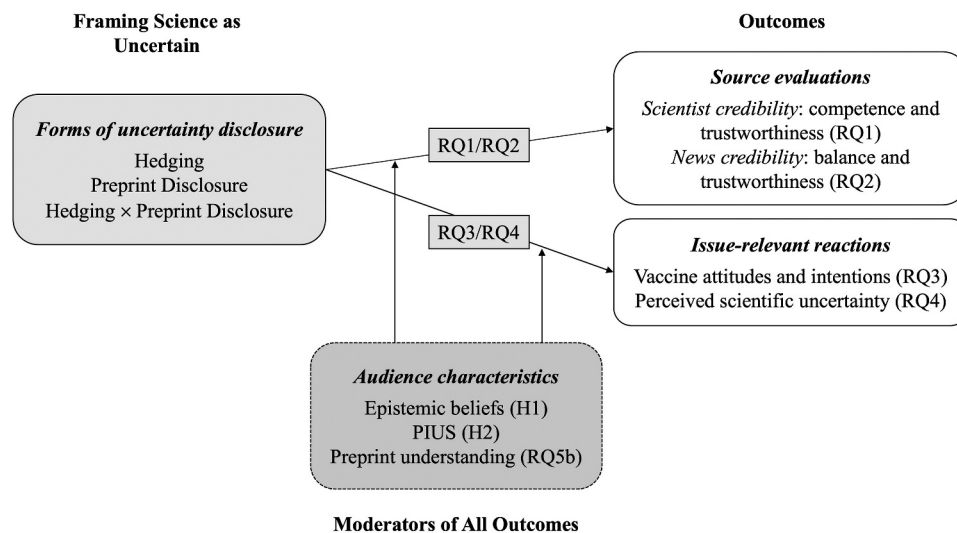 Framing Science as
Uncertain
Outcomes
Forms of uncertainty disclosure
Hedging
Preprint Disclosure
Hedging × Preprint Disclosure
RQ1/RQ2
RQ3/RQ4
Source evaluations
Scientist credibility: competence and
trustworthiness (RQ1)
News credibility: balance and
trustworthiness (RQ2)
Issue-relevant reactions
Vaccine attitudes and intentions (RQ3)
Perceived scientific uncertainty (RQ4)
Audience characteristics
Epistemic beliefs (H1)
PIUS (H2)
Preprint understanding (RQ5b)
Moderators of All Outcomes